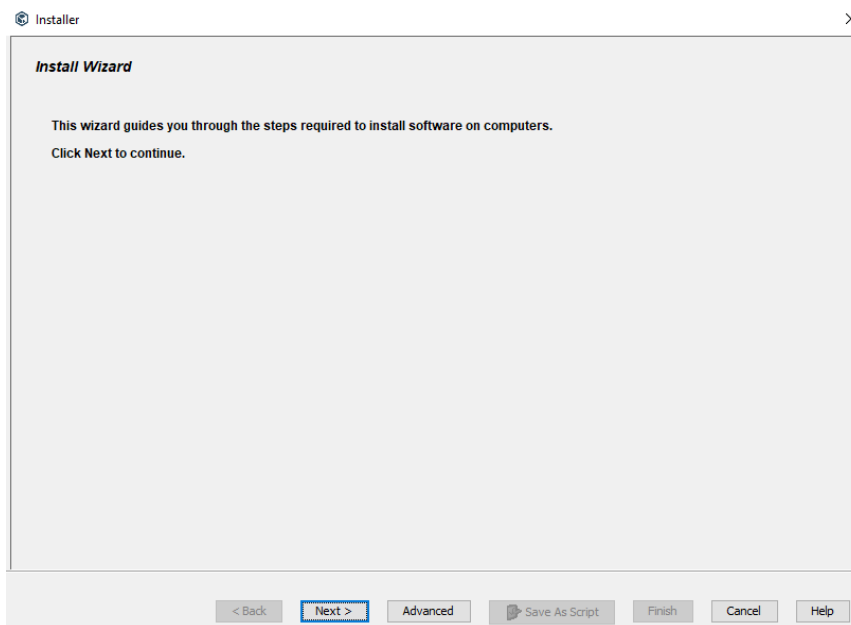 Installer
Install Wizard
This wizard guides you through the steps required to install software on computers.
Click Next to continue.
< Back Next > Advanced Save As Script Finish Cancel Help